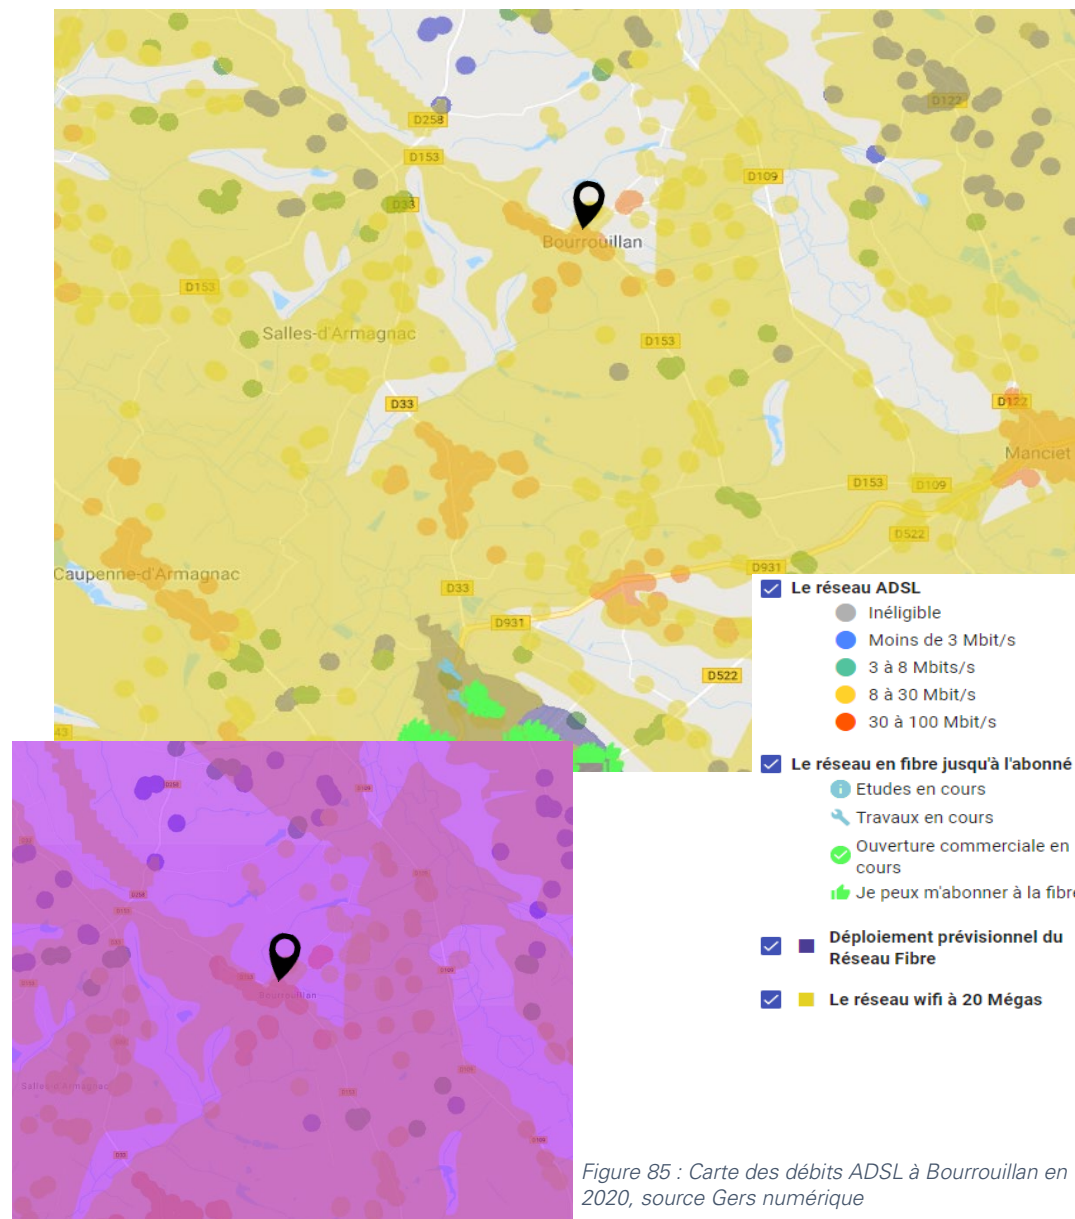 D122
D258
D153
D109
D33
Bourrouillan
D153
Salles-d'Armagnac
D153
D33
D122
Manciet
D153
D109
D522
D931
Caupenne-d'Armagnac
D33
D931
D522
43
Le réseau ADSL
Inéligible
Moins de 3 Mbit/s
3 à 8 Mbits/s
8 à 30 Mbit/s
30 à 100 Mbit/s
Le réseau en fibre jusqu'à l'abonné
Etudes en cours
Travaux en cours
Ouverture commerciale en
cours
Je peux m'abonner à la fibre
Déploiement prévisionnel du
Réseau Fibre
Le réseau wifi à 20 Mégas
Bourrouillan
Salles-d'Armagnac
Figure 85 : Carte des débits ADSL à Bourrouillan en
2020, source Gers numérique